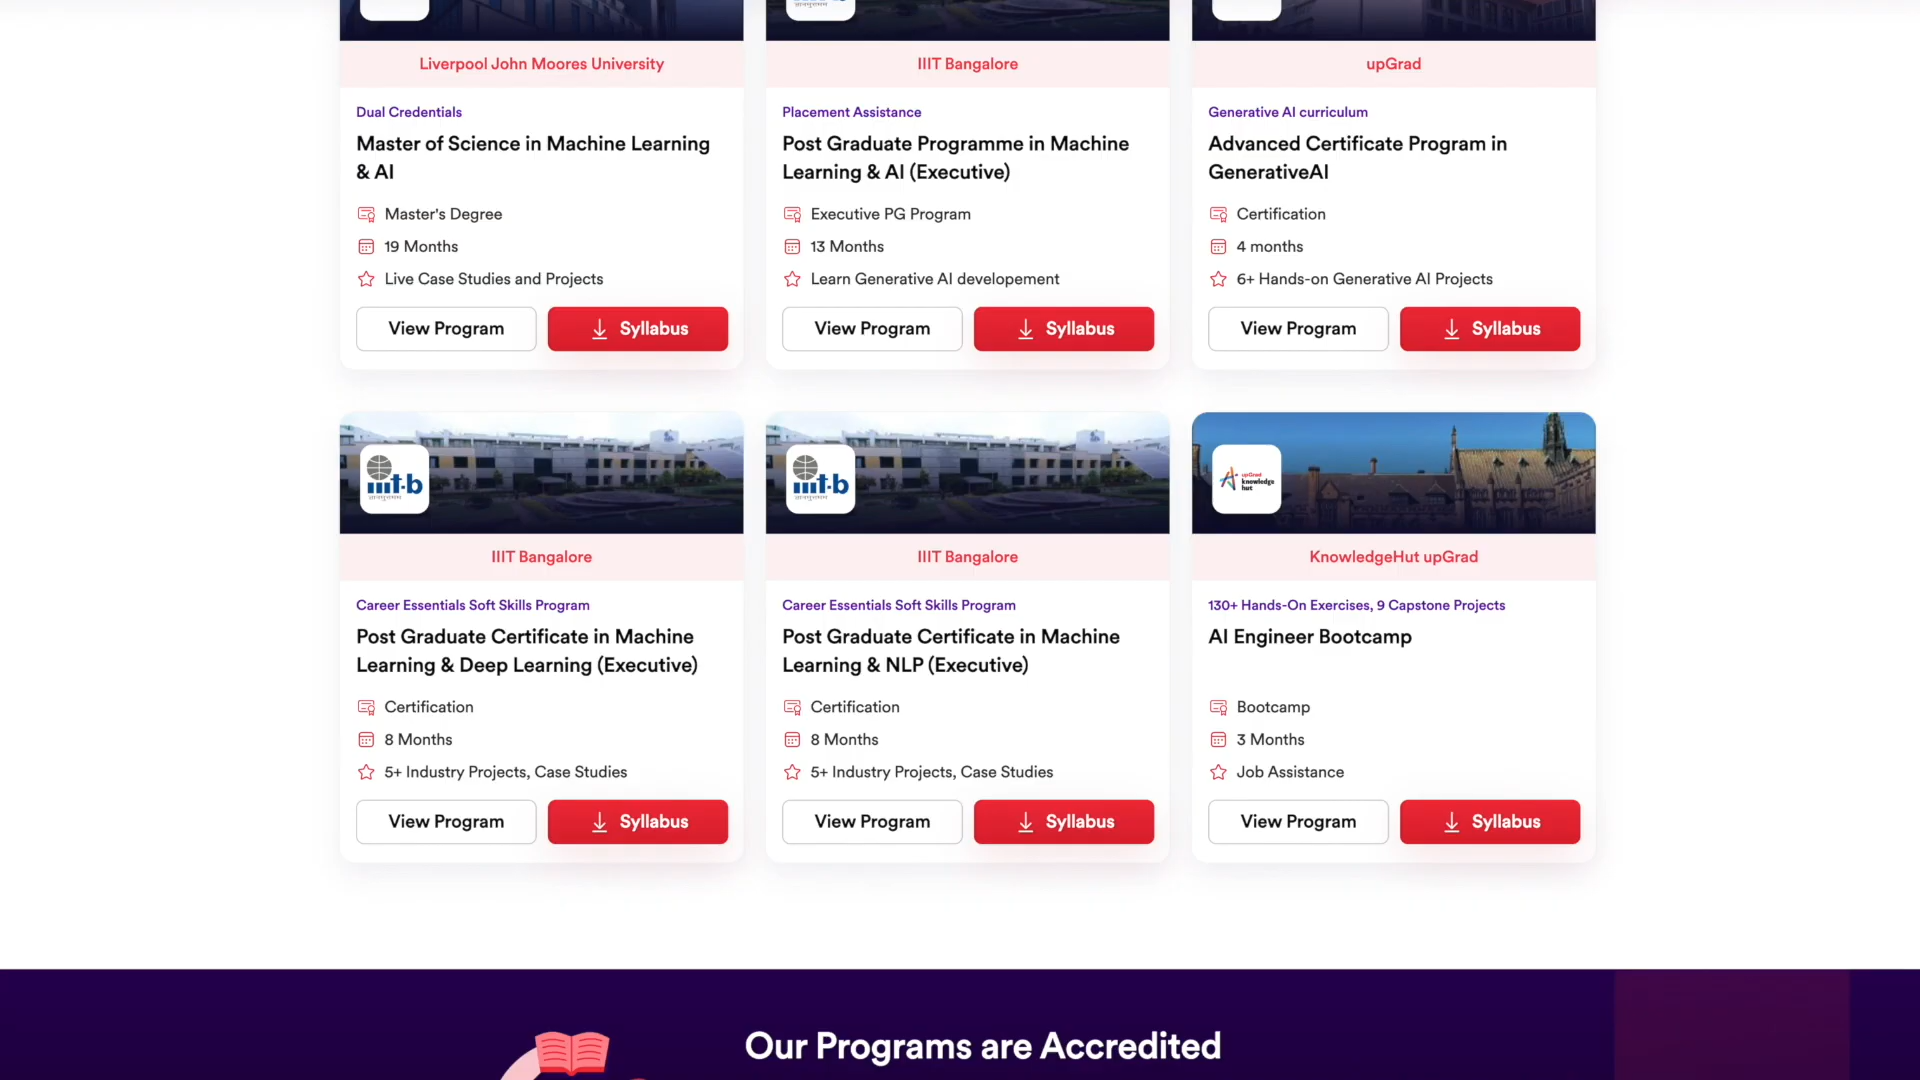 Liverpool John Moores University
Dual Credentials
Master of Science in Machine Learning
& AI
Master's Degree
19 Months
Live Case Studies and Projects
View Program
Syllabus
IIIT Bangalore
Placement Assistance
Post Graduate Programme in Machine
Learning & AI (Executive)
Executive PG Program
13 Months
Learn Generative AI developement
View Program
Syllabus
upGrad
Generative AI curriculum
Advanced Certificate Program in
GenerativeAI
Certification
4 months
6+ Hands-on Generative AI Projects
View Program
Syllabus
iiit-b
IIIT Bangalore
Career Essentials Soft Skills Program
Post Graduate Certificate in Machine
Learning & Deep Learning (Executive)
Certification
8 Months
5+ Industry Projects, Case Studies
View Program
Syllabus
iiit-b
IIIT Bangalore
Career Essentials Soft Skills Program
Post Graduate Certificate in Machine
Learning & NLP (Executive)
Certification
8 Months
5+ Industry Projects, Case Studies
View Program
Syllabus
upGrad
knowledge
hut
KnowledgeHut upGrad
130+ Hands-On Exercises, 9 Capstone Projects
AI Engineer Bootcamp
Bootcamp
3 Months
Job Assistance
View Program
Syllabus
Our Programs are Accredited